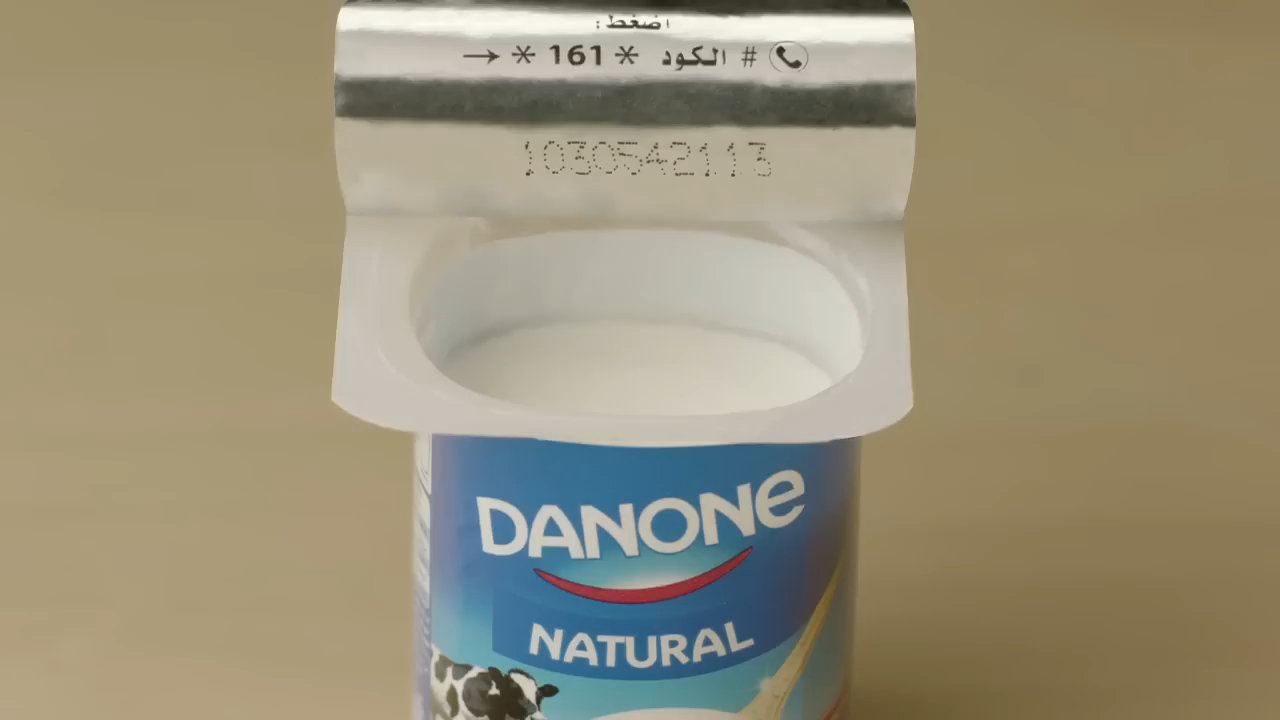 اضغط:
# الكود *161* →
1030542113
DANONE
NATURAL